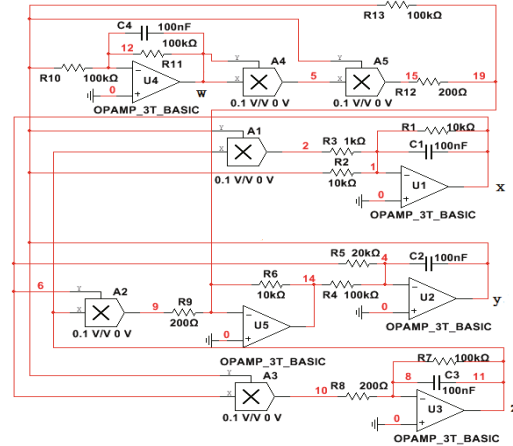 R13
100kΩ
C4
100nF
12
100kΩ
R11
R10
100kΩ
0
U4
OPAMP_3T_BASIC
w
Y
X
A4
0.1 V/V 0 V
5
Y
X
A5
0.1 V/V 0 V
15
R12
200Ω
19
Y
X
A1
0.1 V/V 0 V
2
R3 1kΩ
R2
10kΩ
R1
10kΩ
C1
100nF
1
U1
0
OPAMP_3T_BASIC
x
6
Y
X
A2
0.1 V/V 0 V
9
R9
200Ω
R6
10kΩ
14
0
U5
OPAMP_3T_BASIC
R5 20kΩ
4
R4
100kΩ
C2
100nF
U2
0
OPAMP_3T_BASIC
y
Y
X
A3
0.1 V/V 0 V
10
R8
200Ω
R7
100kΩ
8
C3
11
100nF
U3
0
OPAMP_3T_BASIC
z